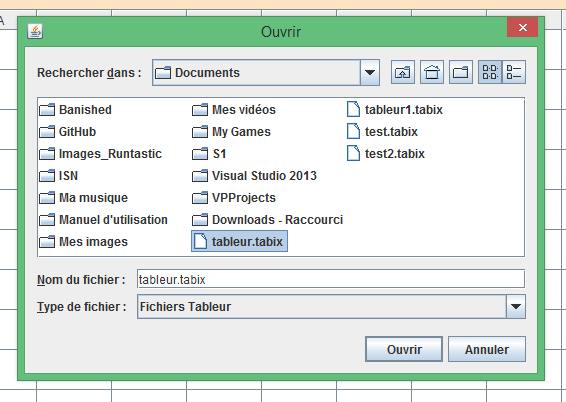 A
Ouvrir
Rechercher dans :
Documents
Banished
GitHub
Images_Runtastic
ISN
Ma musique
Manuel d'utilisation
Mes images
Mes vidéos
My Games
S1
Visual Studio 2013
VPProjects
Downloads - Raccourci
tableur.tabix
tableur1.tabix
test.tabix
test2.tabix
Nom du fichier : tableur.tabix
Type de fichier : Fichiers Tableur
Ouvrir Annuler